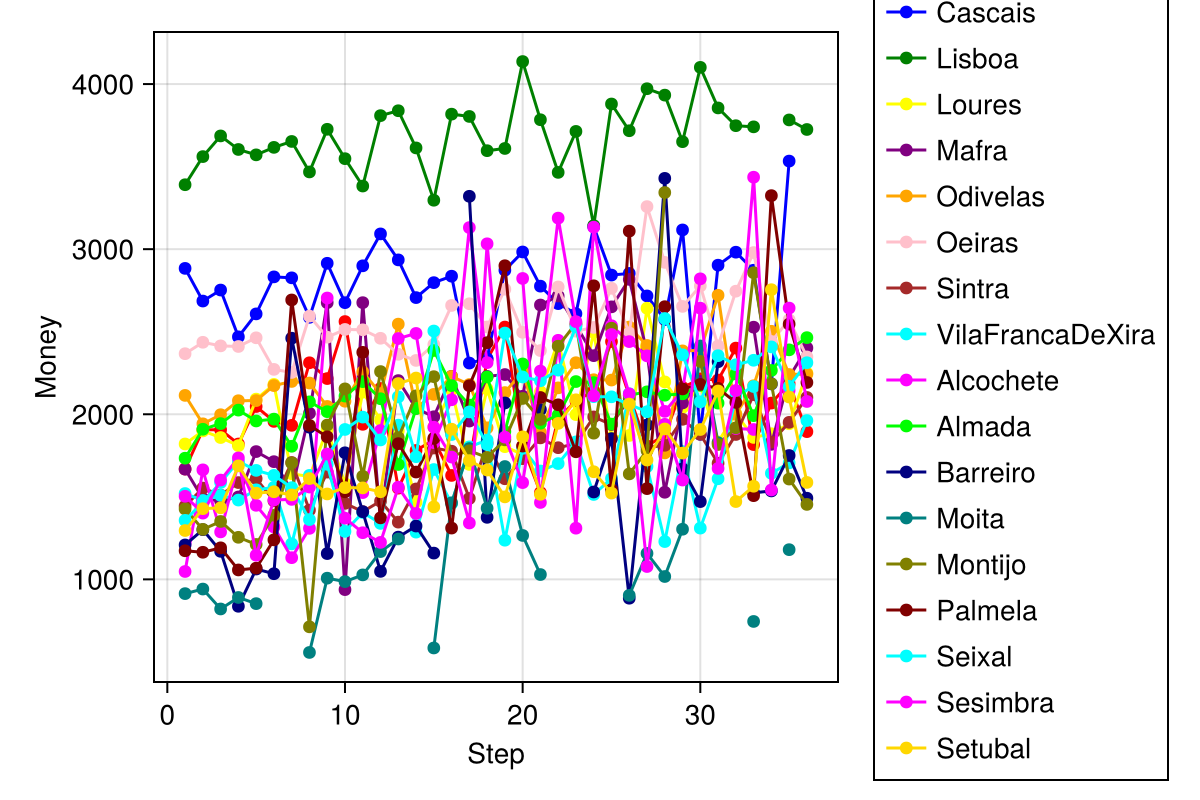 4000
3000
2000
1000
Money
0
10
20
30
Step
Cascais
Lisboa
Loures
Mafra
Odivelas
Oeiras
Sintra
VilaFrancaDeXira
Alcochete
Almada
Barreiro
Moita
Montijo
Palmela
Seixal
Sesimbra
Setubal